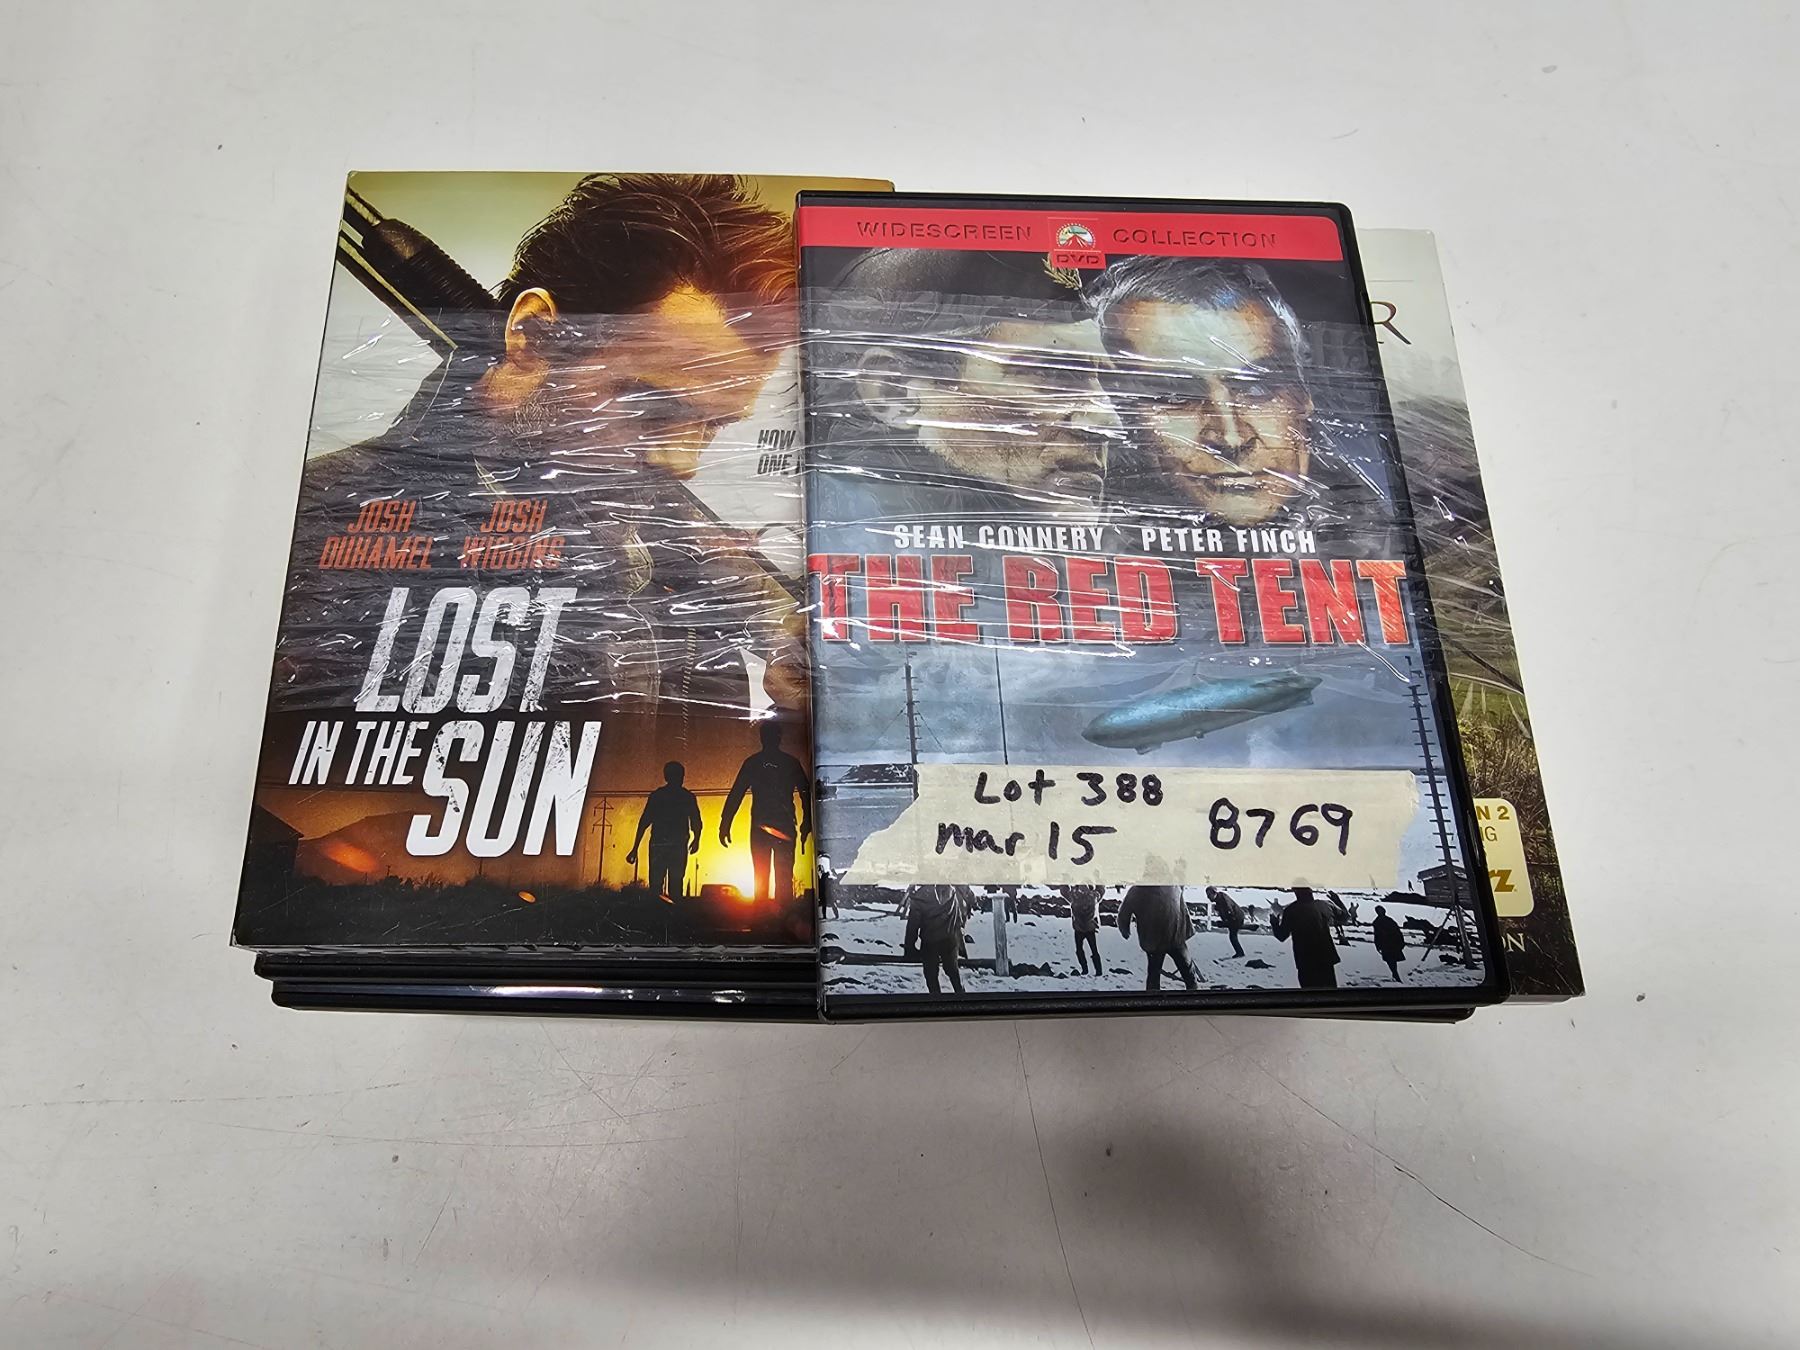 HOW
ONE
JOSH JOSH
DUHAMEL WIGGINS
LOST
IN THE SUN
WIDESCREEN COLLECTION
DVD
SEAN CONNERY PETER FINCH
THE RED TENT
Lot 388
Mar 15
8769
R
N 2